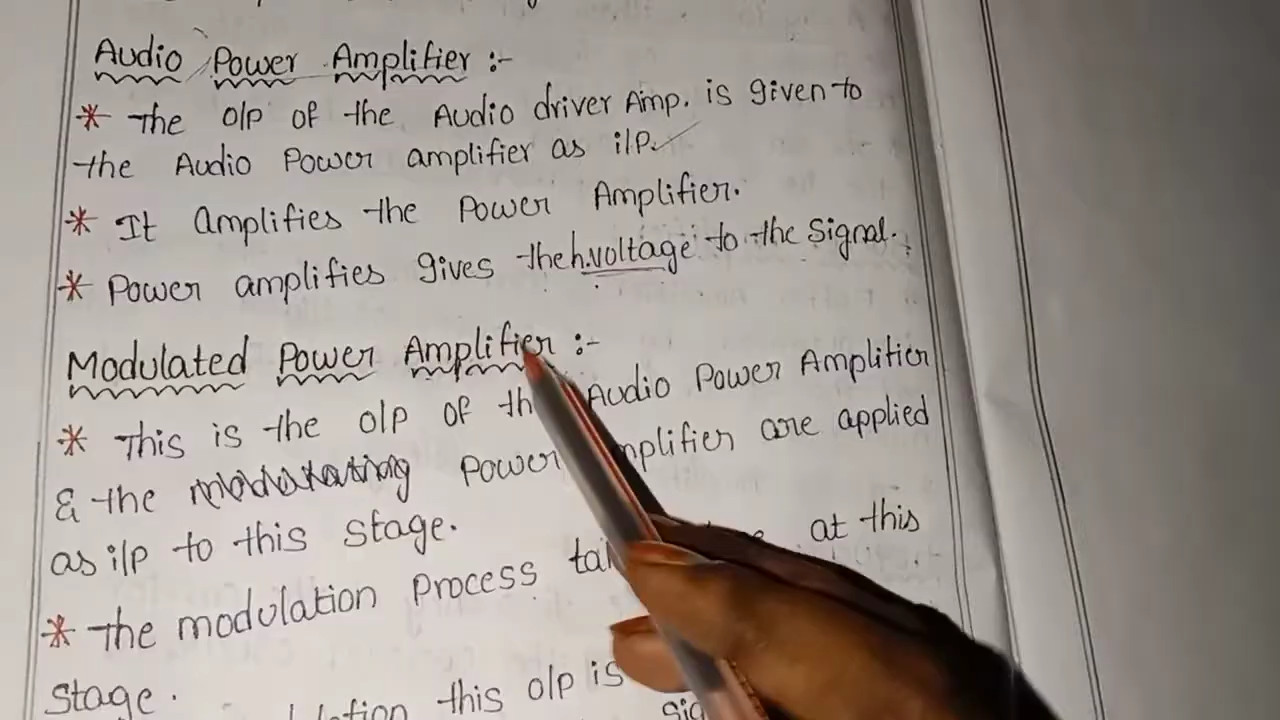 Audio Power Amplifier :-
* The o/p of the Audio driver Amp. is given to
the Audio Power amplifier as i/p.
* It amplifies the Power Amplifier.
* Power amplifies gives the h.voltage to the Signal.
Modulated Power Amplifier :-
* This is the o/p of Audio Power Amplifier
& the modulating Power amplifier are applied
as i/p to this stage.
* The modulation process at this
stage.
this o/p is